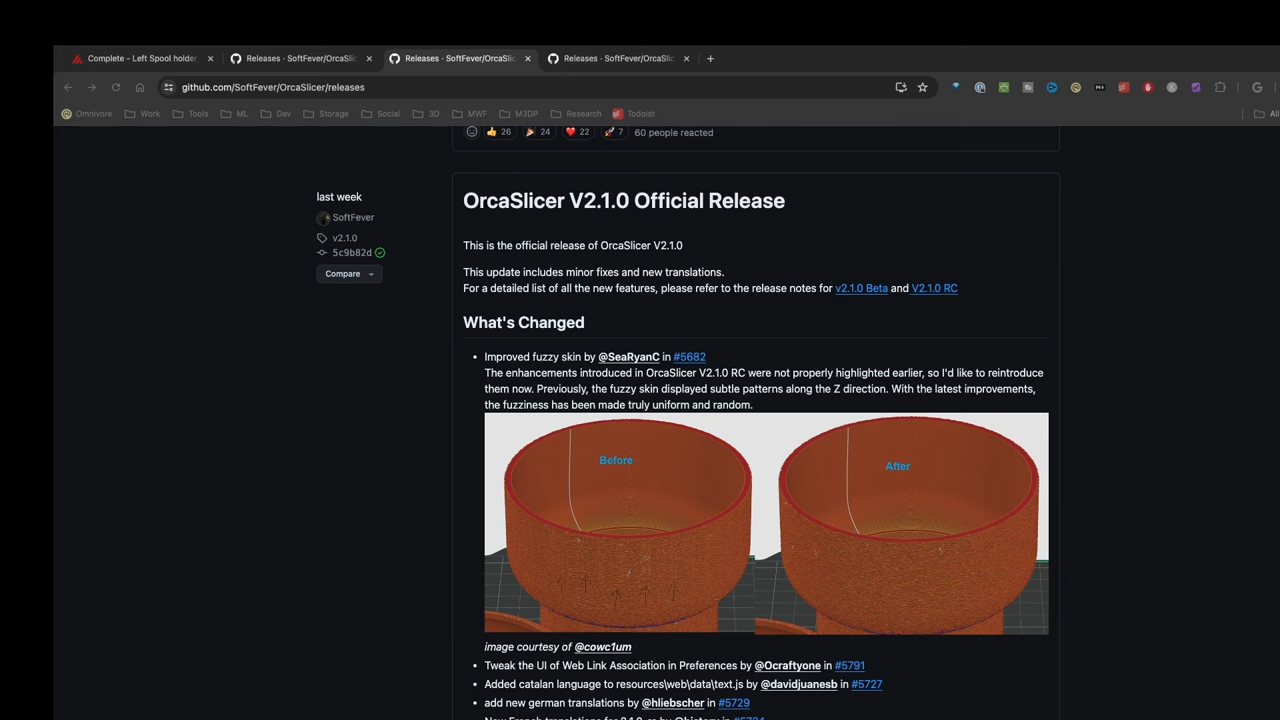 Complete - Left Spool holder,
Releases · SoftFever/OrcaSlic
Releases · SoftFever/OrcaSlic
Releases · SoftFever/OrcaSlic
github.com/SoftFever/OrcaSlicer/releases
Omnivore Work Tools ML Dev Storage Social 3D MWF M3DP Research Todoist All
26 24 22 7 60 people reacted
last week
SoftFever
v2.1.0
5c9b82d
Compare
OrcaSlicer V2.1.0 Official Release
This is the official release of OrcaSlicer V2.1.0
This update includes minor fixes and new translations.
For a detailed list of all the new features, please refer to the release notes for v2.1.0 Beta and V2.1.0 RC
What's Changed
• Improved fuzzy skin by @SeaRyanC in #5682
The enhancements introduced in OrcaSlicer V2.1.0 RC were not properly highlighted earlier, so I'd like to reintroduce
them now. Previously, the fuzzy skin displayed subtle patterns along the Z direction. With the latest improvements,
the fuzziness has been made truly uniform and random.
Before
After
image courtesy of @cowc1um
• Tweak the UI of Web Link Association in Preferences by @Ocraftyone in #5791
• Added catalan language to resources\web\data\text.js by @davidjuanesb in #5727
• add new german translations by @hliebscher in #5729